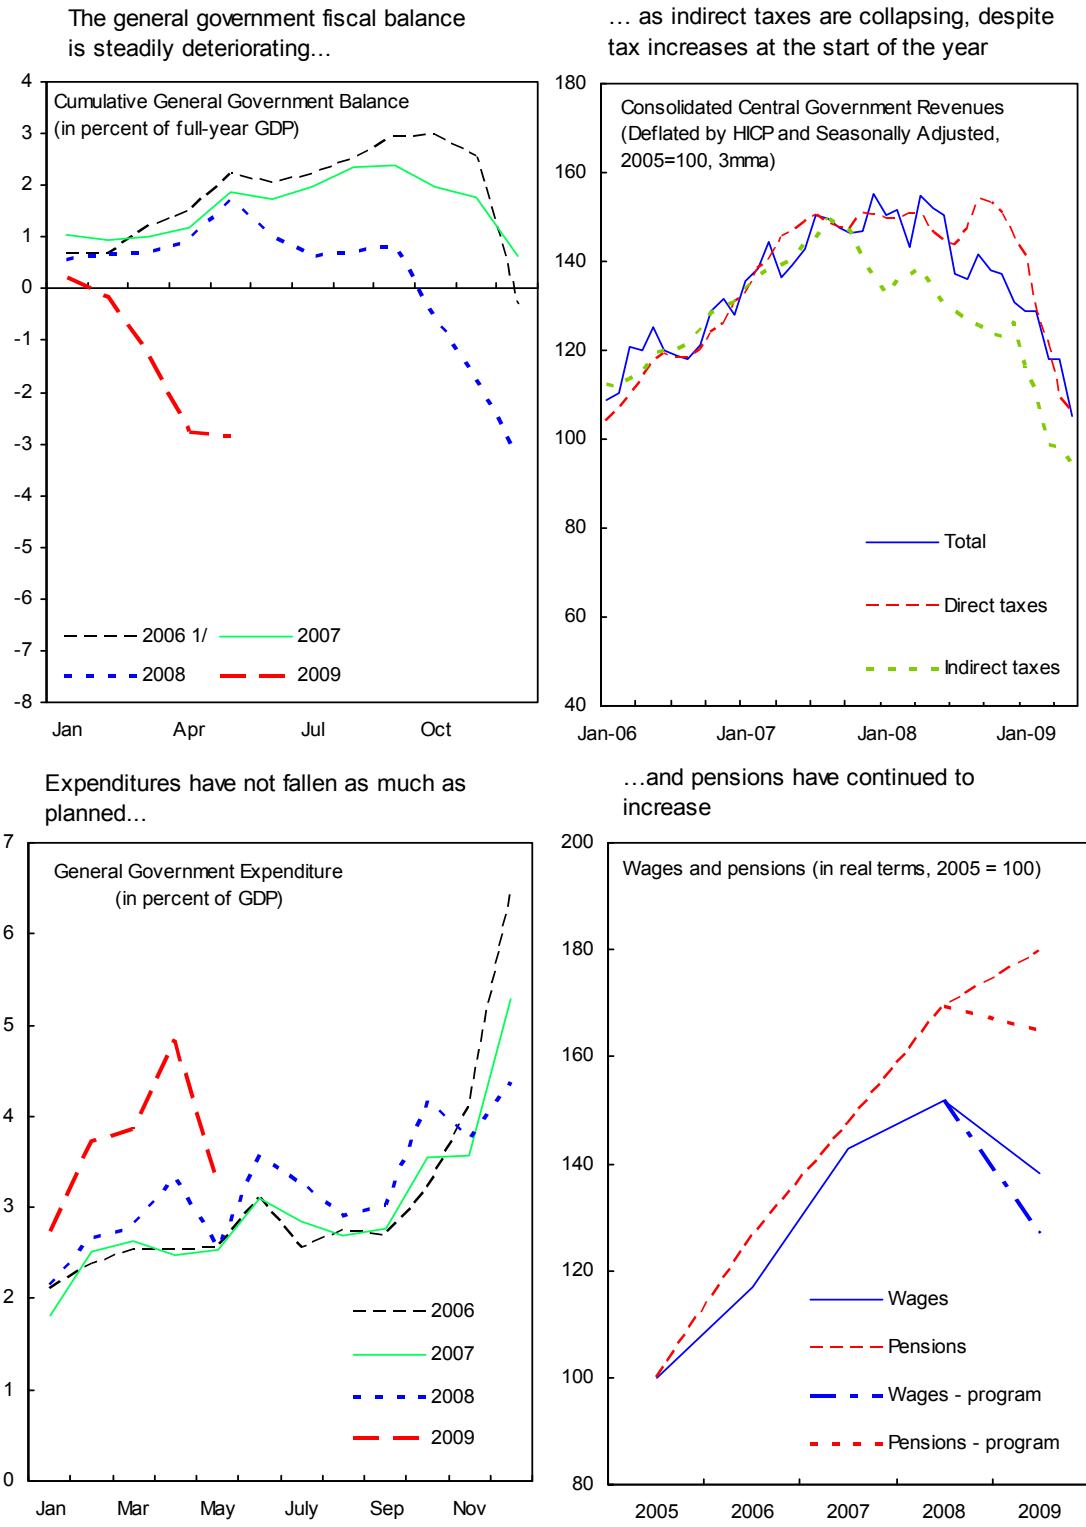 The general government fiscal balance
is steadily deteriorating…
4
3
2
1
0
-1
-2
-3
-4
-5
-6
-7
-8
Cumulative General Government Balance
(in percent of full-year GDP)
2006 1/
2007
2008
2009
Jan
Apr
Jul
Oct
… as indirect taxes are collapsing, despite
tax increases at the start of the year
180
160
140
120
100
80
60
40
Consolidated Central Government Revenues
(Deflated by HICP and Seasonally Adjusted,
2005=100, 3mma)
Total
Direct taxes
Indirect taxes
Jan-06
Jan-07
Jan-08
Jan-09
Expenditures have not fallen as much as
planned…
7
6
5
4
3
2
1
0
General Government Expenditure
(in percent of GDP)
2006
2007
2008
2009
Jan
Mar
May
July
Sep
Nov
…and pensions have continued to
increase
200
180
160
140
120
100
80
Wages and pensions (in real terms, 2005 = 100)
Wages
Pensions
Wages - program
Pensions - program
2005
2006
2007
2008
2009